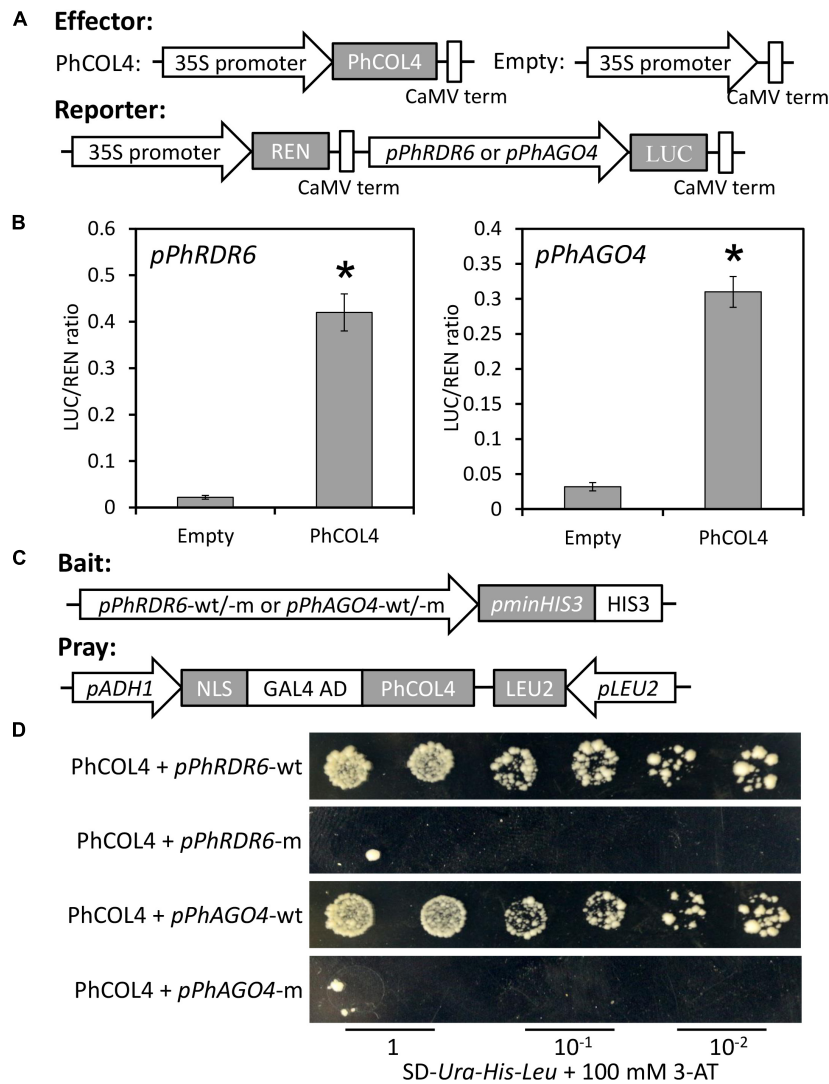 A
Effector:
PhCOL4: 35S promoter PhCOL4 Empty: 35S promoter
CaMV term CaMV term
Reporter:
35S promoter REN pPhRDR6 or pPhAGO4 LUC
CaMV term CaMV term
B
pPhRDR6
LUC/REN ratio
0.6
0.5
0.4
0.3
0.2
0.1
0
*
Empty PhCOL4
pPhAGO4
LUC/REN ratio
0.4
0.35
0.3
0.25
0.2
0.15
0.1
0.05
0
*
Empty PhCOL4
C
Bait:
pPhRDR6-wt/-m or pPhAGO4-wt/-m pminHIS3 HIS3
Pray:
pADH1 NLS GAL4 AD PhCOL4 LEU2 pLEU2
D
PhCOL4 + pPhRDR6-wt
PhCOL4 + pPhRDR6-m
PhCOL4 + pPhAGO4-wt
PhCOL4 + pPhAGO4-m
1 10-1 10-2
SD-Ura-His-Leu + 100 mM 3-AT